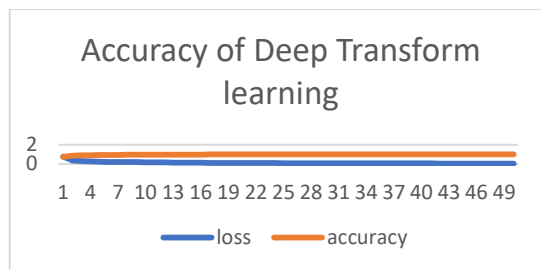 Accuracy of Deep Transform
learning
2
0
1 4 7 10 13 16 19 22 25 28 31 34 37 40 43 46 49
loss accuracy